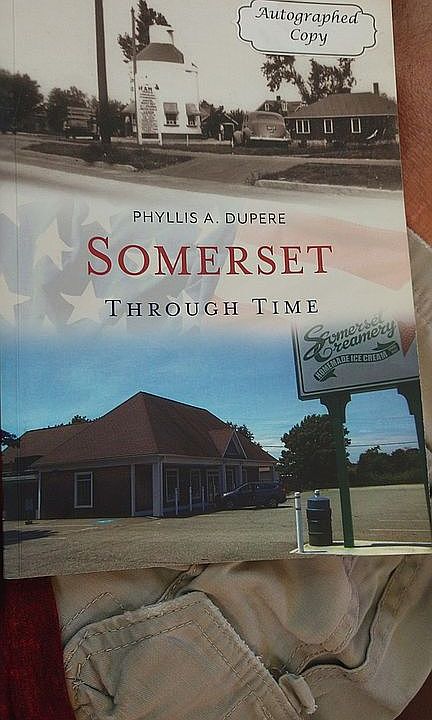 Autographed
Copy
PHYLLIS A. DUPERE
SOMERSET
THROUGH TIME
Somerset
Creamery
HOMEMADE ICE CREAM